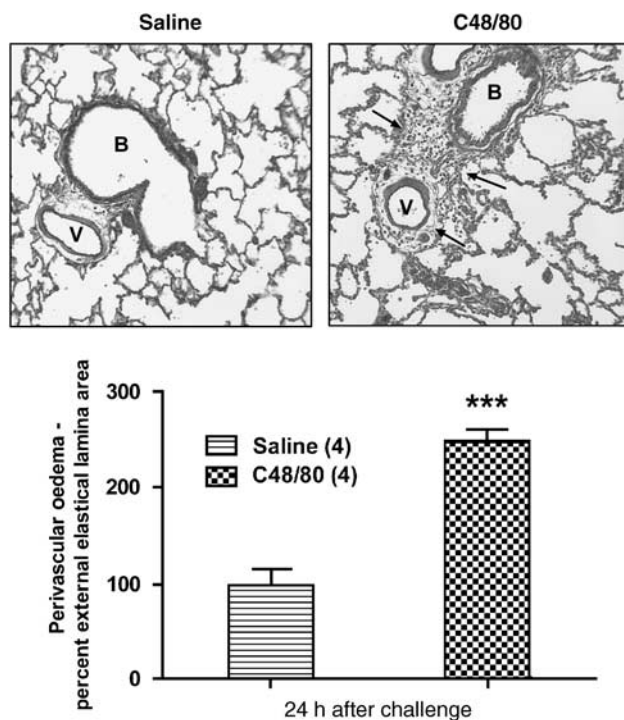 Saline
C48/80
B
V
B
V
Perivascular oedema -
percent external elastical lamina area
300
200
100
0
Saline (4)
C48/80 (4)
***
24 h after challenge